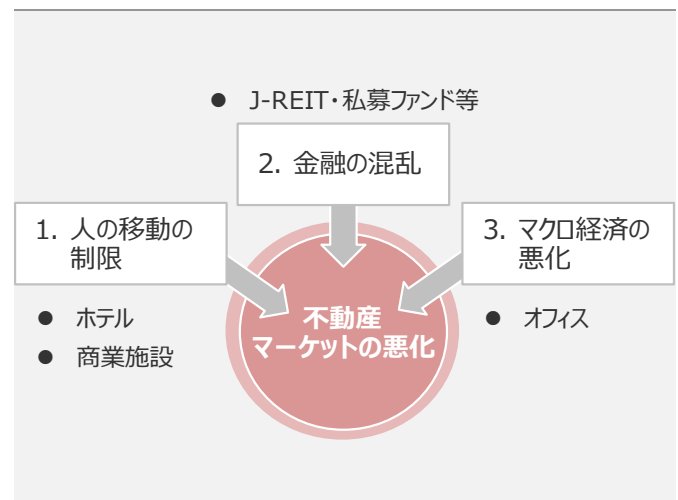 ● J-REIT・私募ファンド等
2. 金融の混乱
1. 人の移動の
制限
● ホテル
● 商業施設
3. マクロ経済の
悪化
● オフィス
不動産
マーケットの悪化